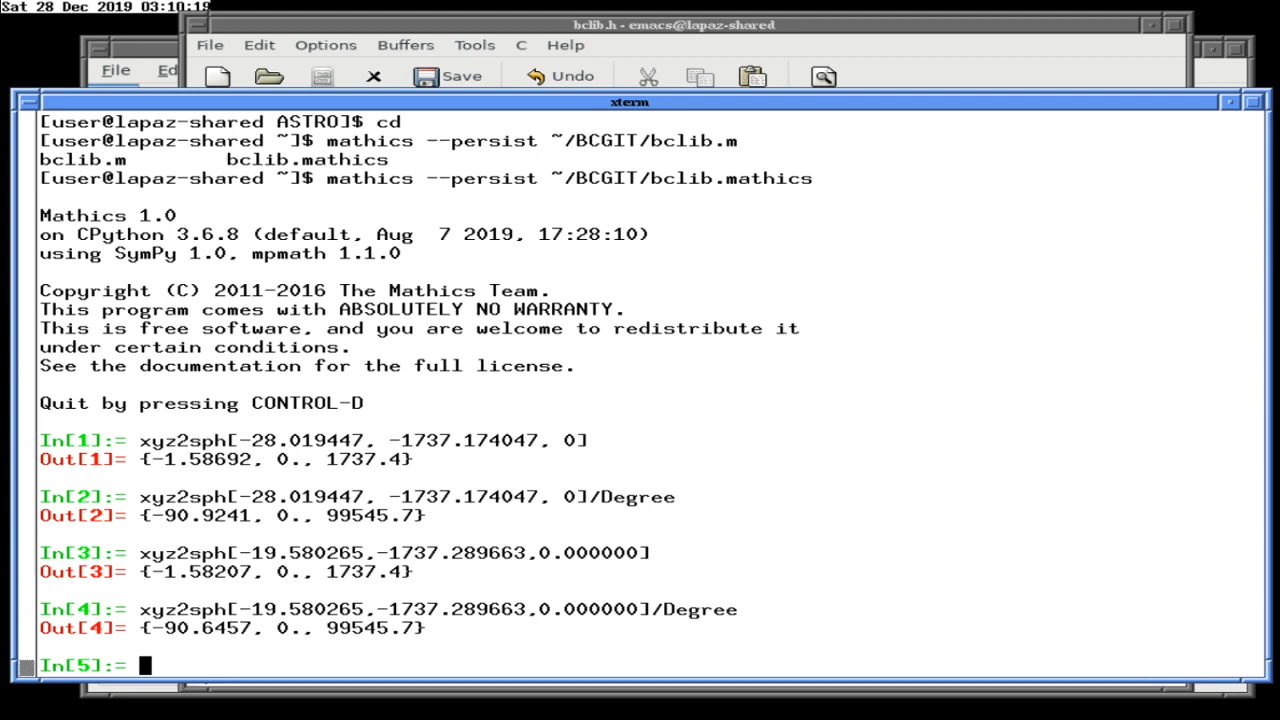 Sat 28 Dec 2019 03:10:19
bclib.h - emacs@lapaz-shared
File Edit Options Buffers Tools C Help
File Ed
Save Undo
xterm
[user@lapaz-shared ASTRO]$ cd
[user@lapaz-shared ~]$ mathics --persist ~/BCGIT/bclib.m
bclib.m bclib.mathics
[user@lapaz-shared ~]$ mathics --persist ~/BCGIT/bclib.mathics
Mathics 1.0
on CPython 3.6.8 (default, Aug  7 2019, 17:28:10)
using SymPy 1.0, mpmath 1.1.0
Copyright (C) 2011-2016 The Mathics Team.
This program comes with ABSOLUTELY NO WARRANTY.
This is free software, and you are welcome to redistribute it
under certain conditions.
See the documentation for the full license.
Quit by pressing CONTROL-D
In[1]:= xyz2sph[-28.019447, -1737.174047, 0]
Out[1]= {-1.58692, 0., 1737.4}
In[2]:= xyz2sph[-28.019447, -1737.174047, 0]/Degree
Out[2]= {-90.9241, 0., 99545.7}
In[3]:= xyz2sph[-19.580265,-1737.289663,0.000000]
Out[3]= {-1.58207, 0., 1737.4}
In[4]:= xyz2sph[-19.580265,-1737.289663,0.000000]/Degree
Out[4]= {-90.6457, 0., 99545.7}
In[5]:=